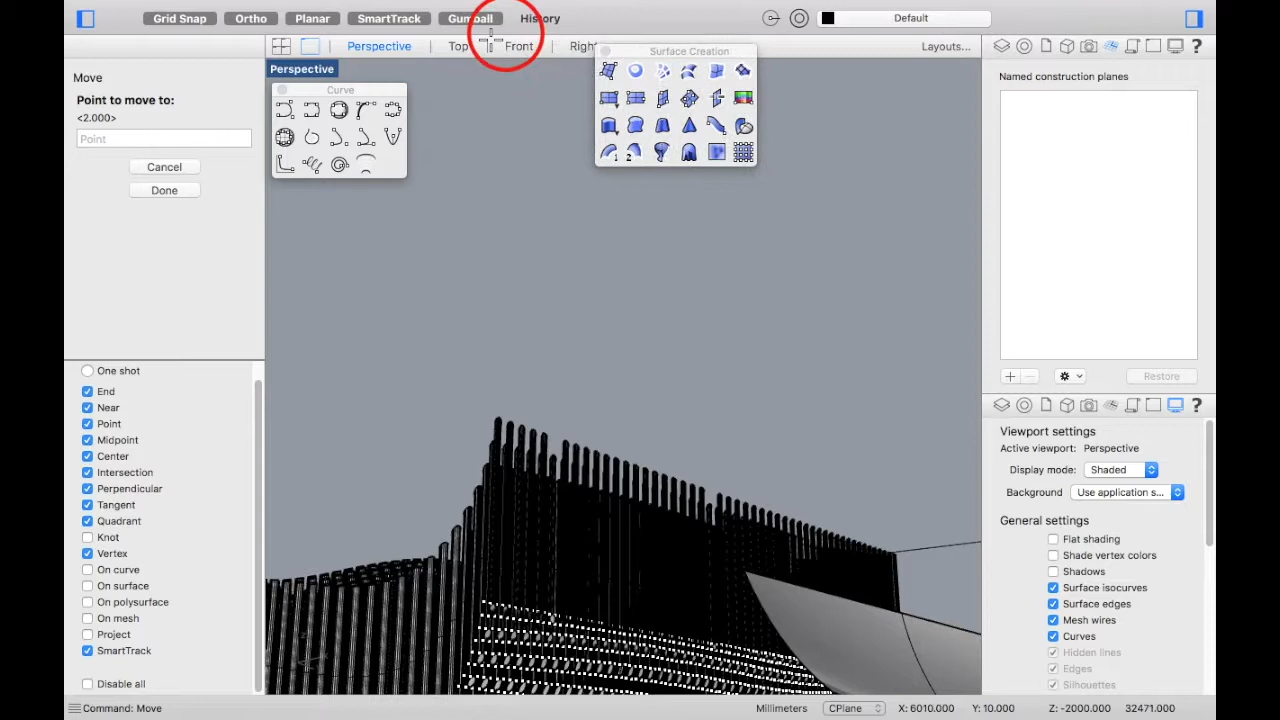 Grid Snap
Ortho
Planar
SmartTrack
Gumball
History
Default
Perspective
Top
Front
Right
Layouts...
Move
Point to move to:
<2.000>
Point
Cancel
Done
One shot
End
Near
Point
Midpoint
Center
Intersection
Perpendicular
Tangent
Quadrant
Knot
Vertex
On curve
On surface
On polysurface
On mesh
Project
SmartTrack
Disable all
Perspective
Curve
Surface Creation
1
2
Named construction planes
Restore
Viewport settings
Active viewport: Perspective
Display mode: Shaded
Background Use application s...
General settings
Flat shading
Shade vertex colors
Shadows
Surface isocurves
Surface edges
Mesh wires
Curves
Hidden lines
Edges
Silhouettes
Command: Move
Millimeters
CPlane
X: 6010.000
Y: 10.000
Z: -2000.000
32471.000